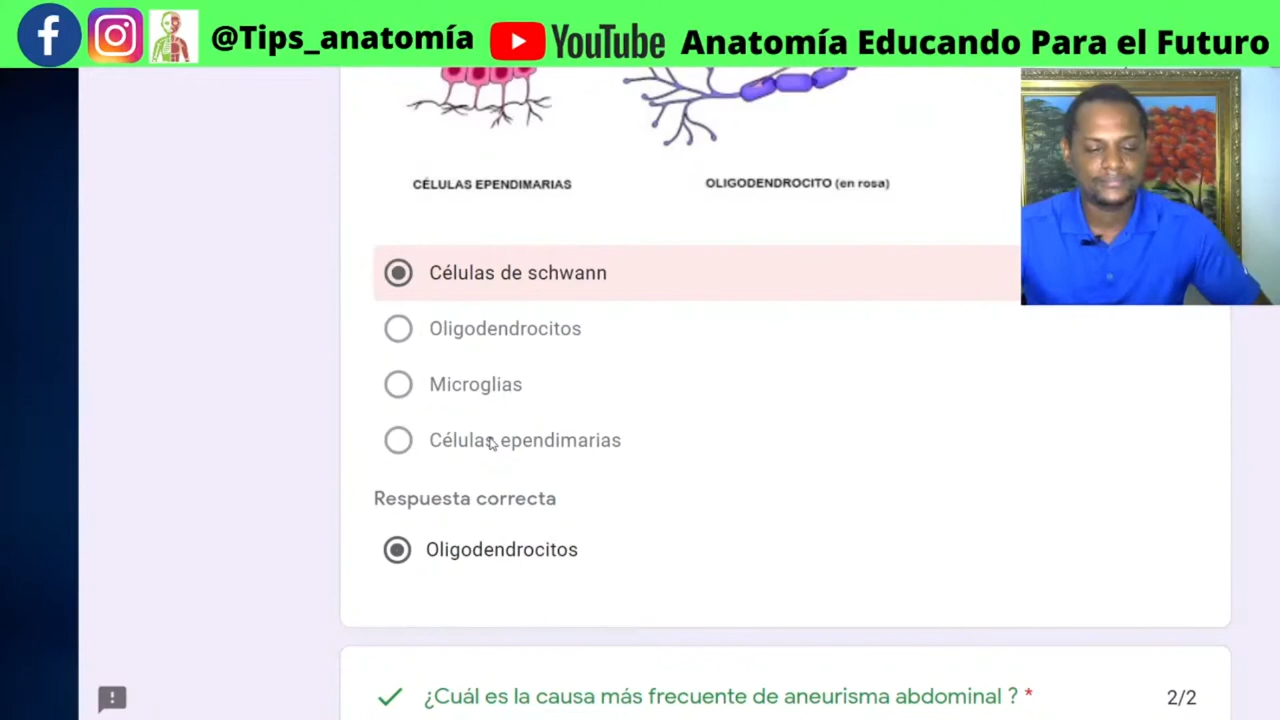 @Tips_anatomía YouTube Anatomía Educando Para el Futuro
CÉLULAS EPENDIMARIAS
OLIGODENDROCITO (en rosa)
Células de schwann
Oligodendrocitos
Microglias
Células ependimarias
Respuesta correcta
Oligodendrocitos
¿Cuál es la causa más frecuente de aneurisma abdominal ? * 2/2